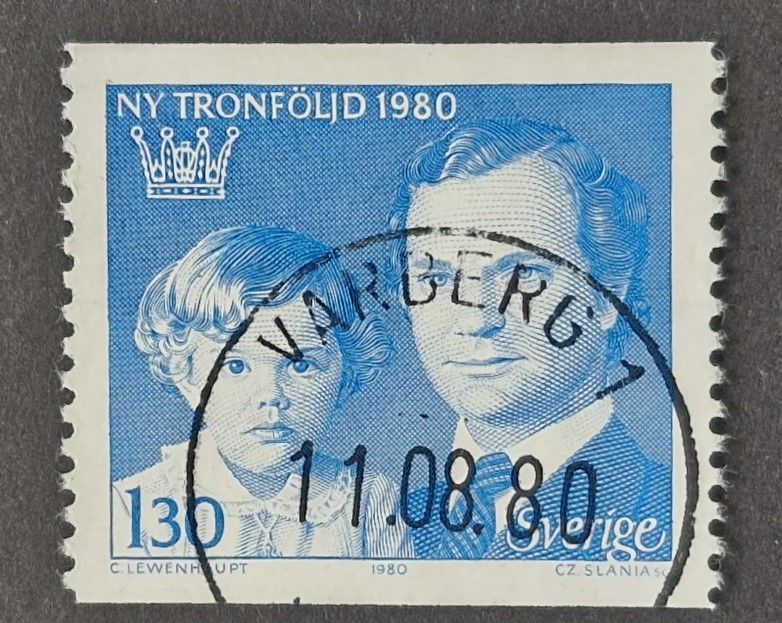 NY TRONFÖLJD 1980
VARBERG 1
11.08.80
130
Sverige
C. LEWENHAUPT 1980 CZ. SLANIA SC